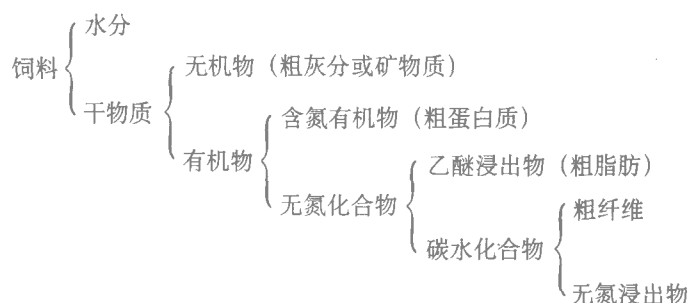 水分
饲料
无机物（粗灰分或矿物质）
干物质
含氮有机物（粗蛋白质）
有机物
乙醚浸出物（粗脂肪）
无氮化合物
粗纤维
碳水化合物
无氮浸出物